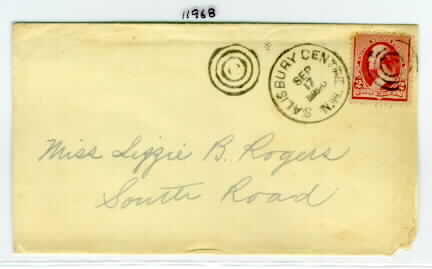 11968
SALISBURY CENTRE, N.
SEP
17
Miss Lizzie B. Rogers
South Road